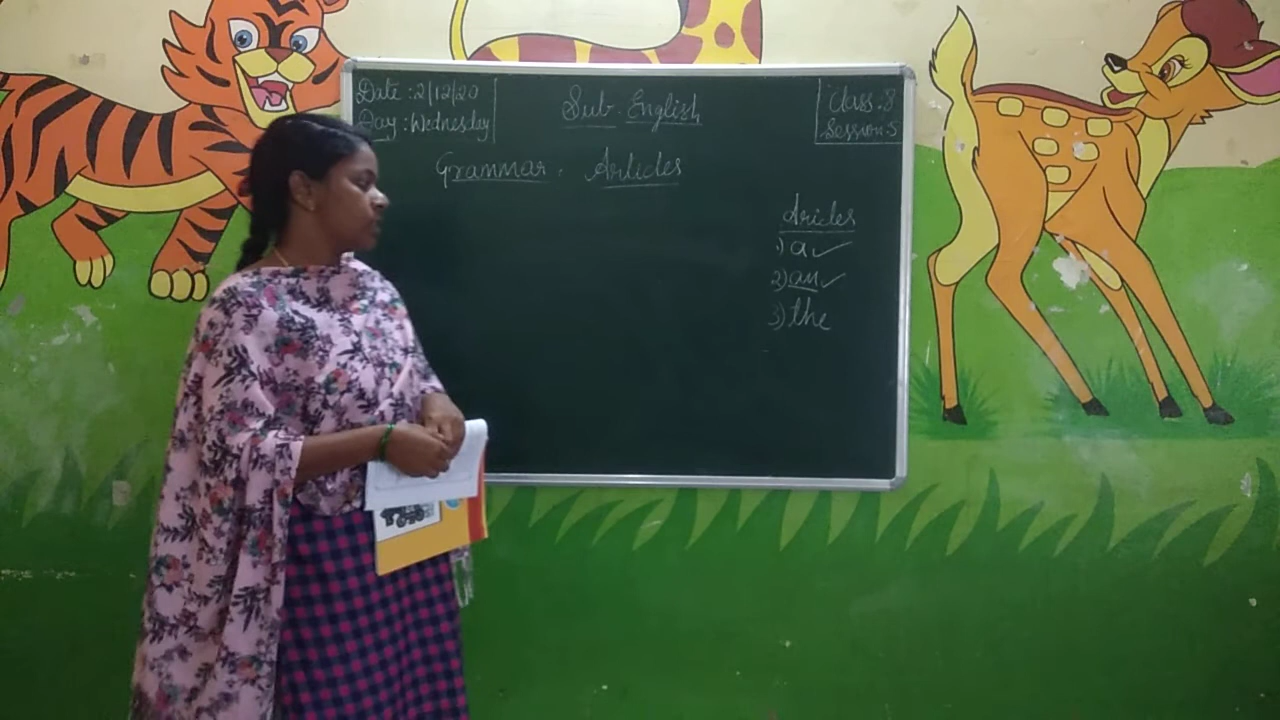 Date : 2/12/20
Day : Wednesday
Sub. English
Class. 8
Session 5
Grammar. Articles
Aricles
1) a ✓
2) an ✓
3) the